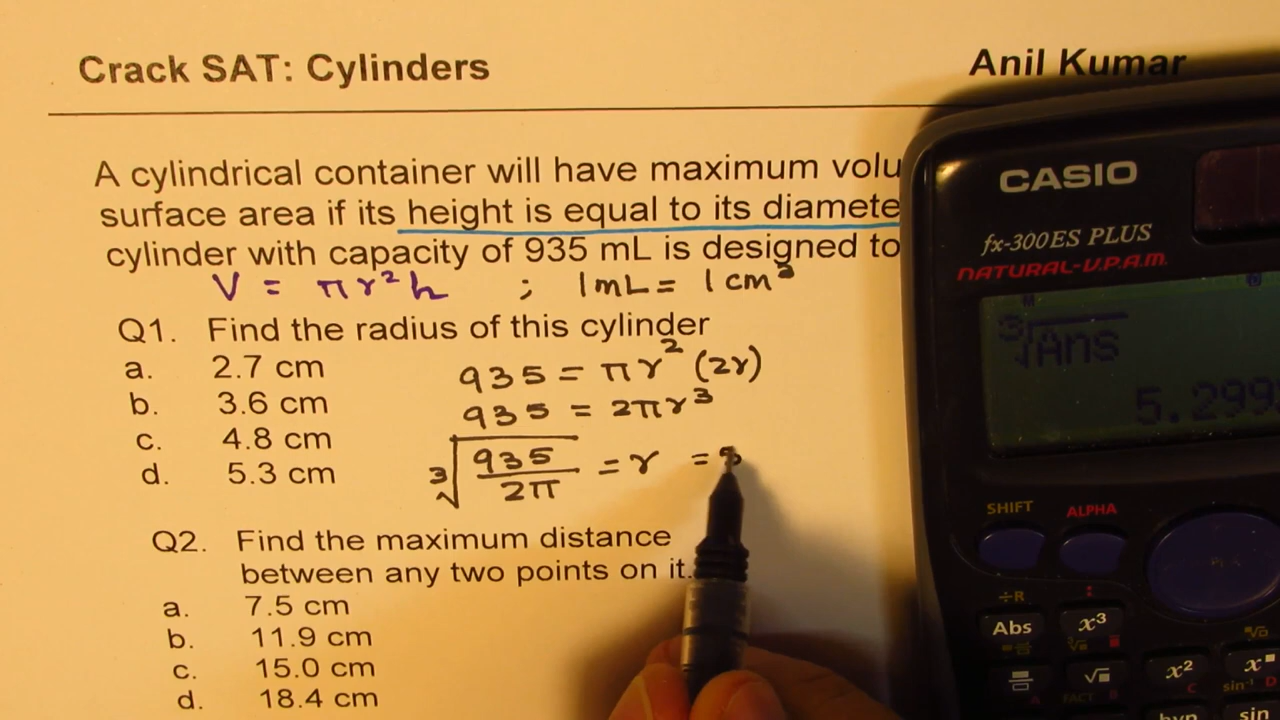 Crack SAT: Cylinders
Anil Kumar
A cylindrical container will have maximum volu
surface area if its height is equal to its diamete
cylinder with capacity of 935 mL is designed to
V = πr²h ; 1mL = 1cm³
Q1. Find the radius of this cylinder
a. 2.7 cm
b. 3.6 cm
c. 4.8 cm
d. 5.3 cm
935 = πr² (2r)
935 = 2πr³
∛(935/2π) = r =
Q2. Find the maximum distance
between any two points on it.
a. 7.5 cm
b. 11.9 cm
c. 15.0 cm
d. 18.4 cm
CASIO
fx-300ES PLUS
NATURAL-V.P.A.M.
M
∛Ans
5.299
SHIFT ALPHA
÷R :
Abs x³
√ x² x■
sin⁻¹ D
hyp sin